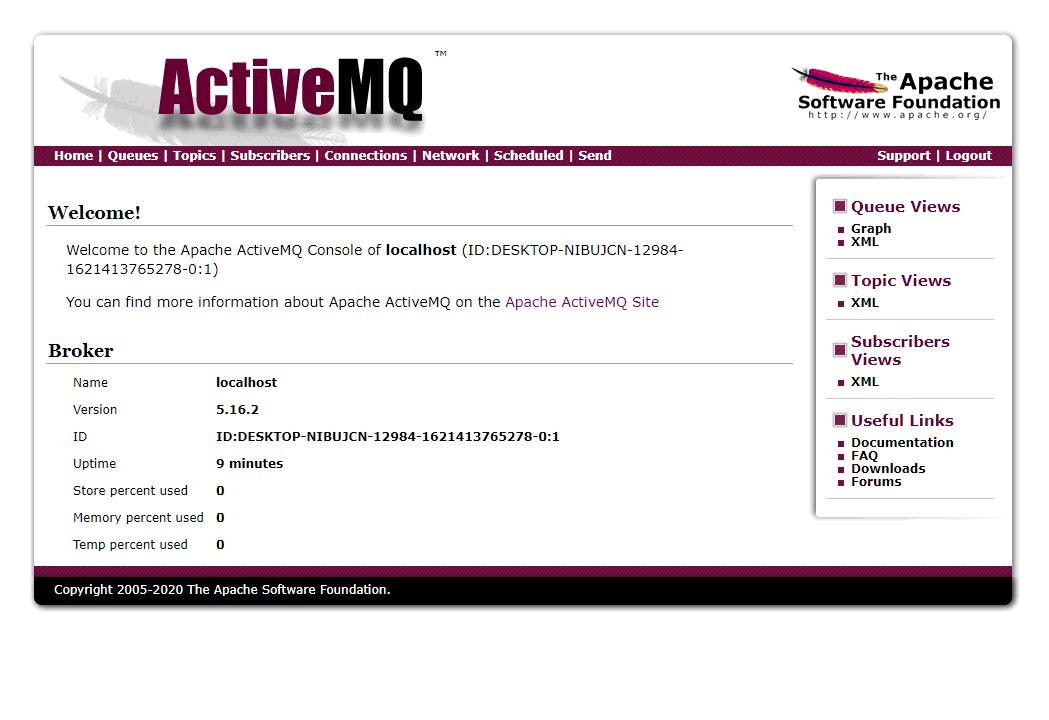 ActiveMQ ™
The Apache
Software Foundation
http://www.apache.org/
Home | Queues | Topics | Subscribers | Connections | Network | Scheduled | Send
Support | Logout
Welcome!
Welcome to the Apache ActiveMQ Console of localhost (ID:DESKTOP-NIBUJCN-12984-
1621413765278-0:1)
You can find more information about Apache ActiveMQ on the Apache ActiveMQ Site
Broker
Name localhost
Version 5.16.2
ID ID:DESKTOP-NIBUJCN-12984-1621413765278-0:1
Uptime 9 minutes
Store percent used 0
Memory percent used 0
Temp percent used 0
Queue Views
Graph
XML
Topic Views
XML
Subscribers
Views
XML
Useful Links
Documentation
FAQ
Downloads
Forums
Copyright 2005-2020 The Apache Software Foundation.